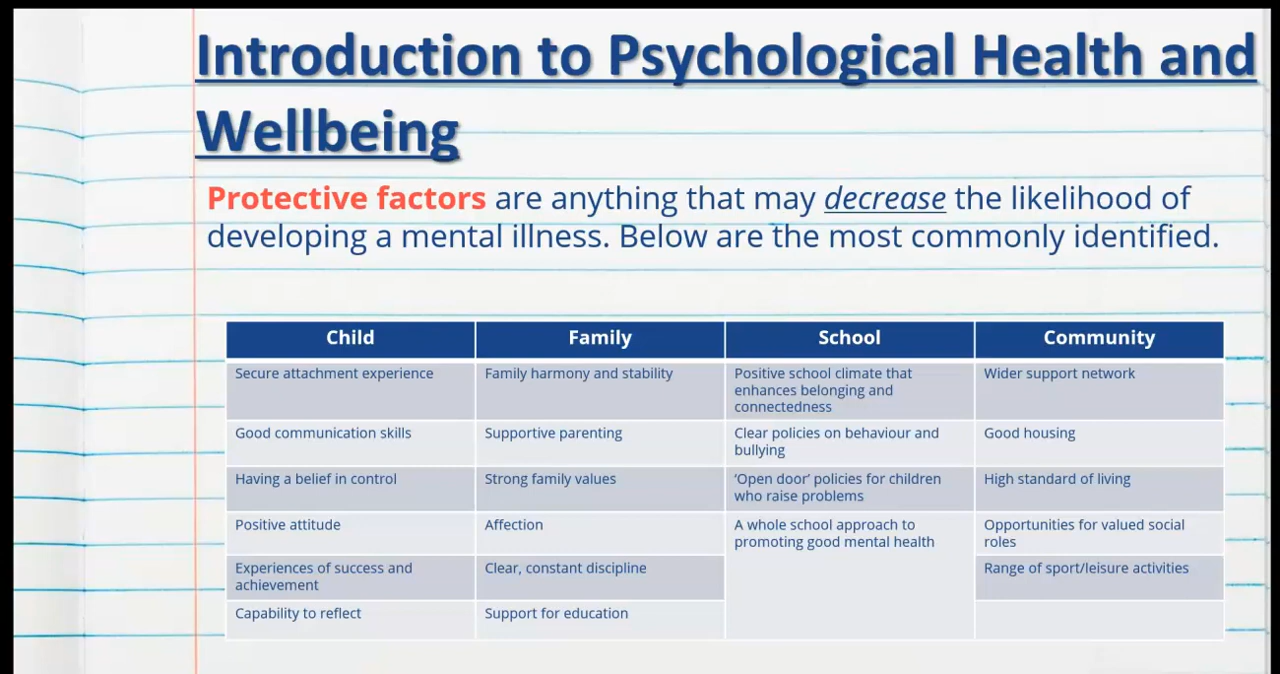 Introduction to Psychological Health and
Wellbeing
Protective factors are anything that may decrease the likelihood of
developing a mental illness. Below are the most commonly identified.
Child
Family
School
Community
Secure attachment experience
Family harmony and stability
Positive school climate that
enhances belonging and
connectedness
Wider support network
Good communication skills
Supportive parenting
Clear policies on behaviour and
bullying
Good housing
Having a belief in control
Strong family values
‘Open door’ policies for children
who raise problems
High standard of living
Positive attitude
Affection
A whole school approach to
promoting good mental health
Opportunities for valued social
roles
Experiences of success and
achievement
Clear, constant discipline
Range of sport/leisure activities
Capability to reflect
Support for education